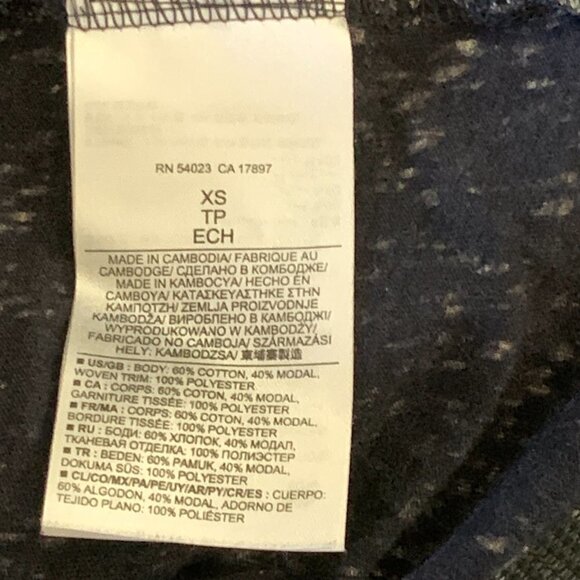 RN 54023 CA 17897
XS
TP
ECH
MADE IN CAMBODIA/ FABRIQUE AU
CAMBODGE/ СДЕЛАНО В КОМБОДЖЕ/
MADE IN KAMBOCYA/ HECHO EN
CAMBOYA/ ΚΑΤΑΣΚΕΥΑΣΤΗΚΕ ΣΤΗΝ
ΚΑΜΠΟΤΖΗ/ ZEMLJA PROIZVODNJE
KAMBODŽA/ ВИРОБЛЕНО В КАМБОДЖІ/
WYPRODUKOWANO W KAMBODŻY/
FABRICADO NO CAMBOJA/ SZÁRMAZÁSI
HELY: KAMBODZSA/ 柬埔寨製造
■ US/GB : BODY: 60% COTTON, 40% MODAL,
WOVEN TRIM: 100% POLYESTER
■ CA : CORPS: 60% COTON, 40% MODAL,
GARNITURE TISSÉE: 100% POLYESTER
■ FR/MA : CORPS: 60% COTON, 40% MODAL,
BORDURE TISSÉE: 100% POLYESTER
■ RU : БОДИ: 60% ХЛОПОК, 40% МОДАЛ,
ТКАНЕВАЯ ОТДЕЛКА: 100% ПОЛИЭСТЕР
■ TR : BEDEN: 60% PAMUK, 40% MODAL,
DOKUMA SÜS: 100% POLYESTER
■ CL/CO/MX/PA/PE/UY/AR/PY/CR/ES : CUERPO:
60% ALGODON, 40% MODAL, ADORNO DE
TEJIDO PLANO: 100% POLIÉSTER